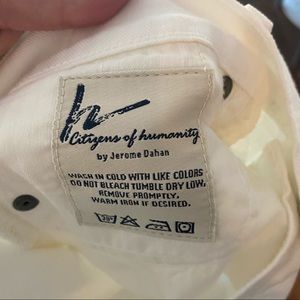 Citizens of humanity
by Jerome Dahan
WASH IN COLD WITH LIKE COLORS
DO NOT BLEACH TUMBLE DRY LOW,
REMOVE PROMPTLY,
WARM IRON IF DESIRED.